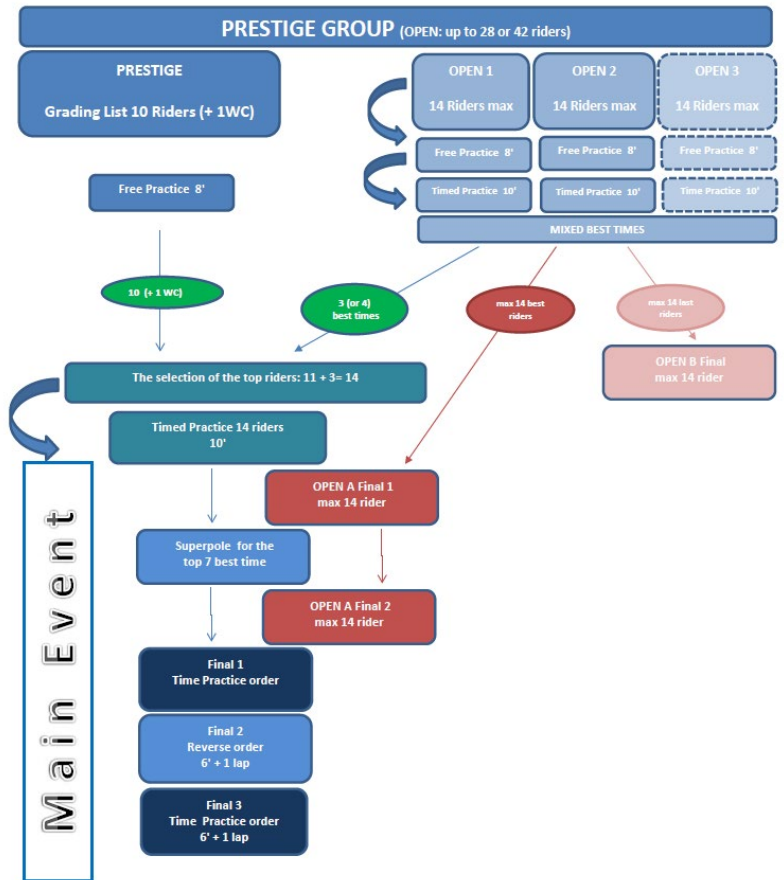 PRESTIGE GROUP (OPEN: up to 28 or 42 riders)
PRESTIGE
Grading List 10 Riders (+ 1WC)
OPEN 1
14 Riders max
OPEN 2
14 Riders max
OPEN 3
14 Riders max
Free Practice 8'
Free Practice 8'
Free Practice 8'
Free Practice 8'
Timed Practice 10'
Timed Practice 10'
Time Practice 10'
MIXED BEST TIMES
10 (+ 1 WC)
3 (or 4)
best times
max 14 best
riders
max 14 last
riders
The selection of the top riders: 11 + 3= 14
OPEN B Final
max 14 rider
Timed Practice 14 riders
10'
Main Event
OPEN A Final 1
max 14 rider
Superpole for the
top 7 best time
OPEN A Final 2
max 14 rider
Final 1
Time Practice order
Final 2
Reverse order
6' + 1 lap
Final 3
Time Practice order
6' + 1 lap